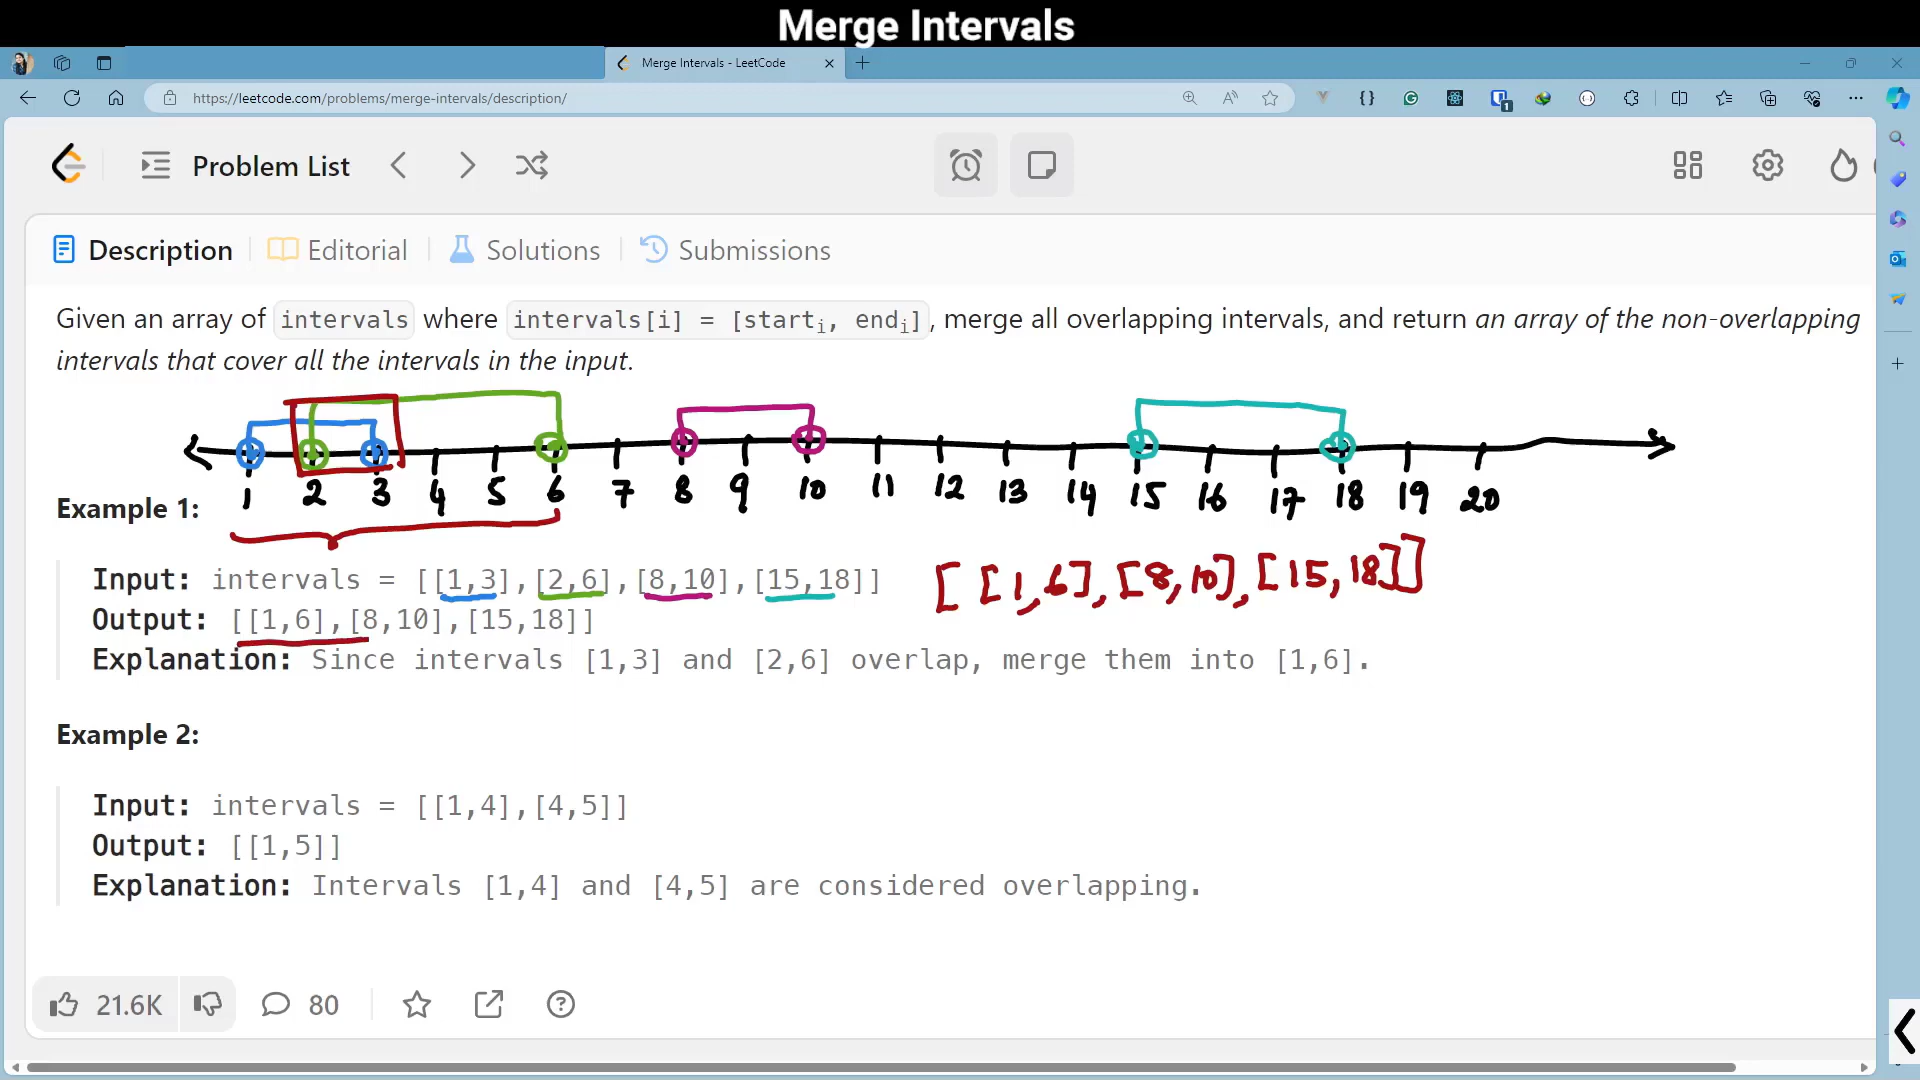 Merge Intervals
Merge Intervals - LeetCode
https://leetcode.com/problems/merge-intervals/description/
1
Problem List
Description Editorial Solutions Submissions
Given an array of intervals where intervals[i] = [starti, endi], merge all overlapping intervals, and return an array of the non-overlapping
intervals that cover all the intervals in the input.
1 2 3 4 5 6 7 8 9 10 11 12 13 14 15 16 17 18 19 20
Example 1:
Input: intervals = [[1,3],[2,6],[8,10],[15,18]]
[[1,6],[8,10],[15,18]]
Output: [[1,6],[8,10],[15,18]]
Explanation: Since intervals [1,3] and [2,6] overlap, merge them into [1,6].
Example 2:
Input: intervals = [[1,4],[4,5]]
Output: [[1,5]]
Explanation: Intervals [1,4] and [4,5] are considered overlapping.
21.6K 80